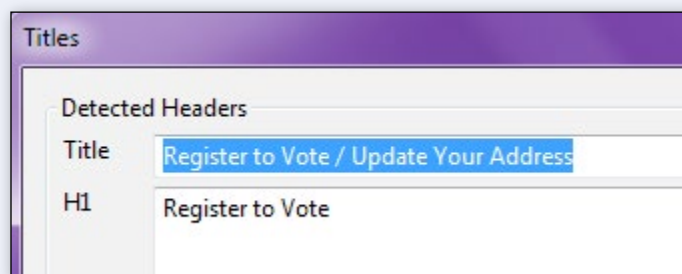 Titles
Detected Headers
Title Register to Vote / Update Your Address
H1 Register to Vote